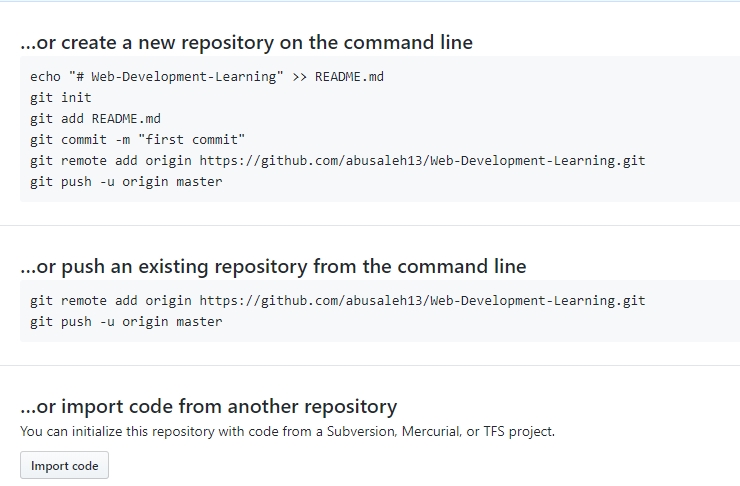 ...or create a new repository on the command line
echo "# Web-Development-Learning" >> README.md
git init
git add README.md
git commit -m "first commit"
git remote add origin https://github.com/abusaleh13/Web-Development-Learning.git
git push -u origin master
...or push an existing repository from the command line
git remote add origin https://github.com/abusaleh13/Web-Development-Learning.git
git push -u origin master
...or import code from another repository
You can initialize this repository with code from a Subversion, Mercurial, or TFS project.
Import code